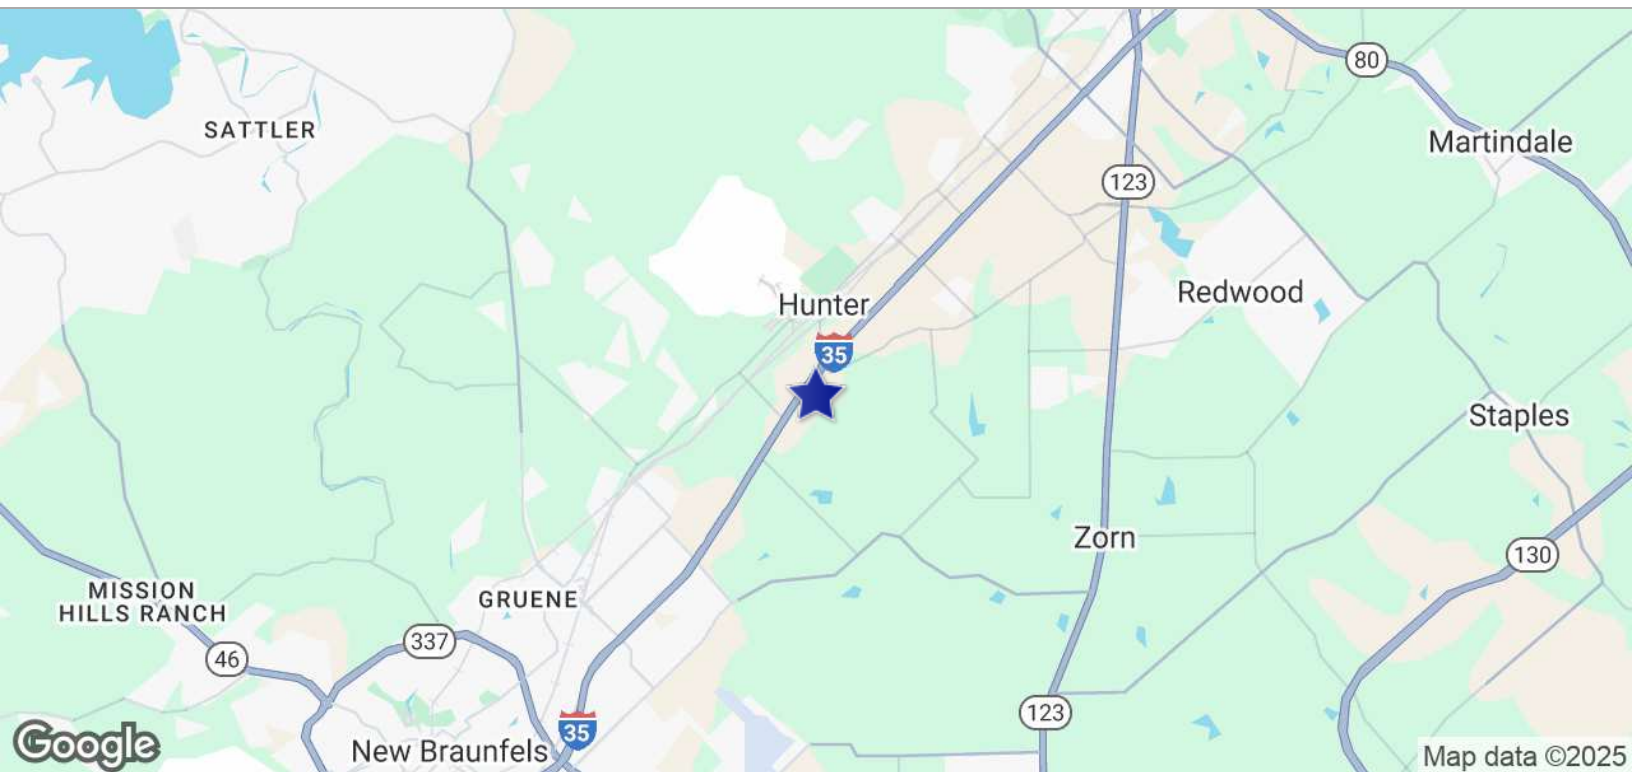 80
SATTLER
Martindale
123
Redwood
Hunter
35
Staples
Zorn
130
MISSION
HILLS RANCH
GRUENE
337
46
123
35
New Braunfels
Google
Map data ©2025